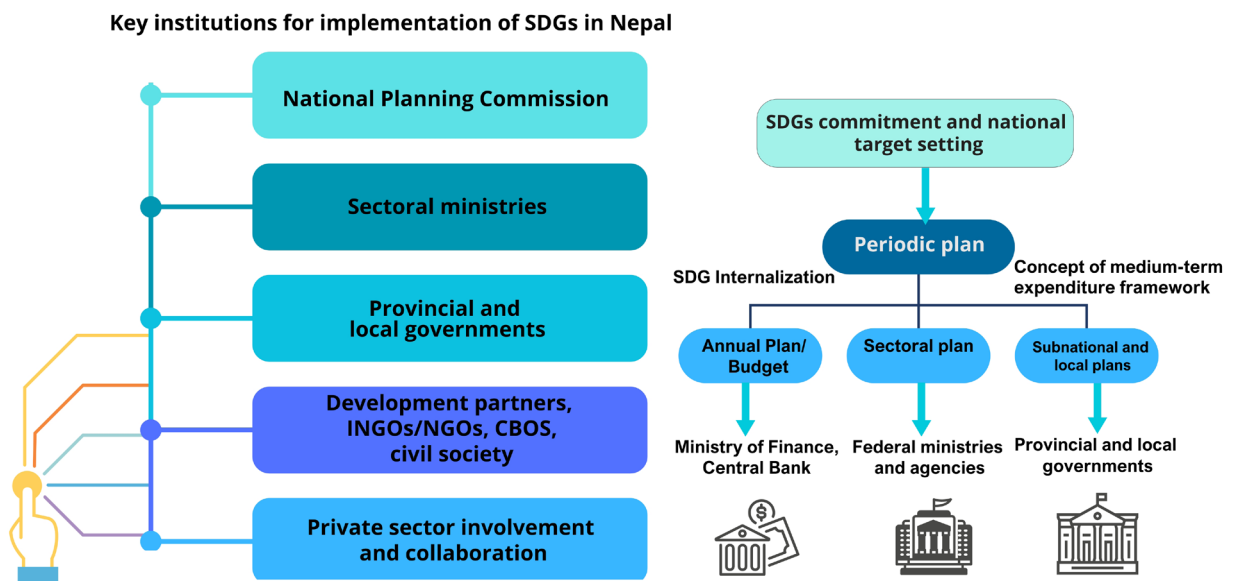 Key institutions for implementation of SDGs in Nepal
National Planning Commission
Sectoral ministries
Provincial and
local governments
Development partners,
INGOs/NGOs, CBOS,
civil society
Private sector involvement
and collaboration
SDGs commitment and national
target setting
Periodic plan
SDG Internalization
Concept of medium-term
expenditure framework
Annual Plan/
Budget
Sectoral plan
Subnational and
local plans
Ministry of Finance,
Central Bank
Federal ministries
and agencies
Provincial and local
governments
$